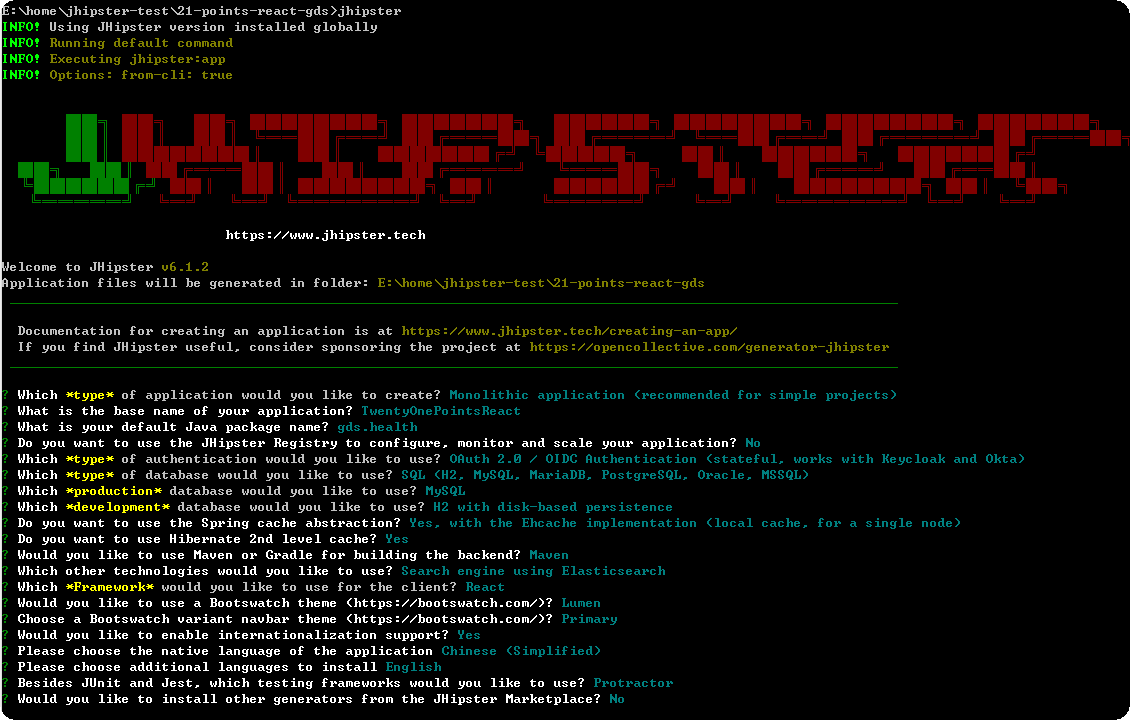 E:\home\jhipster-test\21-points-react-gds>jhipster
INFO! Using JHipster version installed globally
INFO! Running default command
INFO! Executing jhipster:app
INFO! Options: from-cli: true
JHIPSTER
https://www.jhipster.tech
Welcome to JHipster v6.1.2
Application files will be generated in folder: E:\home\jhipster-test\21-points-react-gds
Documentation for creating an application is at https://www.jhipster.tech/creating-an-app/
If you find JHipster useful, consider sponsoring the project at https://opencollective.com/generator-jhipster
? Which *type* of application would you like to create? Monolithic application (recommended for simple projects)
? What is the base name of your application? TwentyOnePointsReact
? What is your default Java package name? gds.health
? Do you want to use the JHipster Registry to configure, monitor and scale your application? No
? Which *type* of authentication would you like to use? OAuth 2.0 / OIDC Authentication (stateful, works with Keycloak and Okta)
? Which *type* of database would you like to use? SQL (H2, MySQL, MariaDB, PostgreSQL, Oracle, MSSQL)
? Which *production* database would you like to use? MySQL
? Which *development* database would you like to use? H2 with disk-based persistence
? Do you want to use the Spring cache abstraction? Yes, with the Ehcache implementation (local cache, for a single node)
? Do you want to use Hibernate 2nd level cache? Yes
? Would you like to use Maven or Gradle for building the backend? Maven
? Which other technologies would you like to use? Search engine using Elasticsearch
? Which *Framework* would you like to use for the client? React
? Would you like to use a Bootswatch theme (https://bootswatch.com/)? Lumen
? Choose a Bootswatch variant navbar theme (https://bootswatch.com/)? Primary
? Would you like to enable internationalization support? Yes
? Please choose the native language of the application Chinese (Simplified)
? Please choose additional languages to install English
? Besides JUnit and Jest, which testing frameworks would you like to use? Protractor
? Would you like to install other generators from the JHipster Marketplace? No